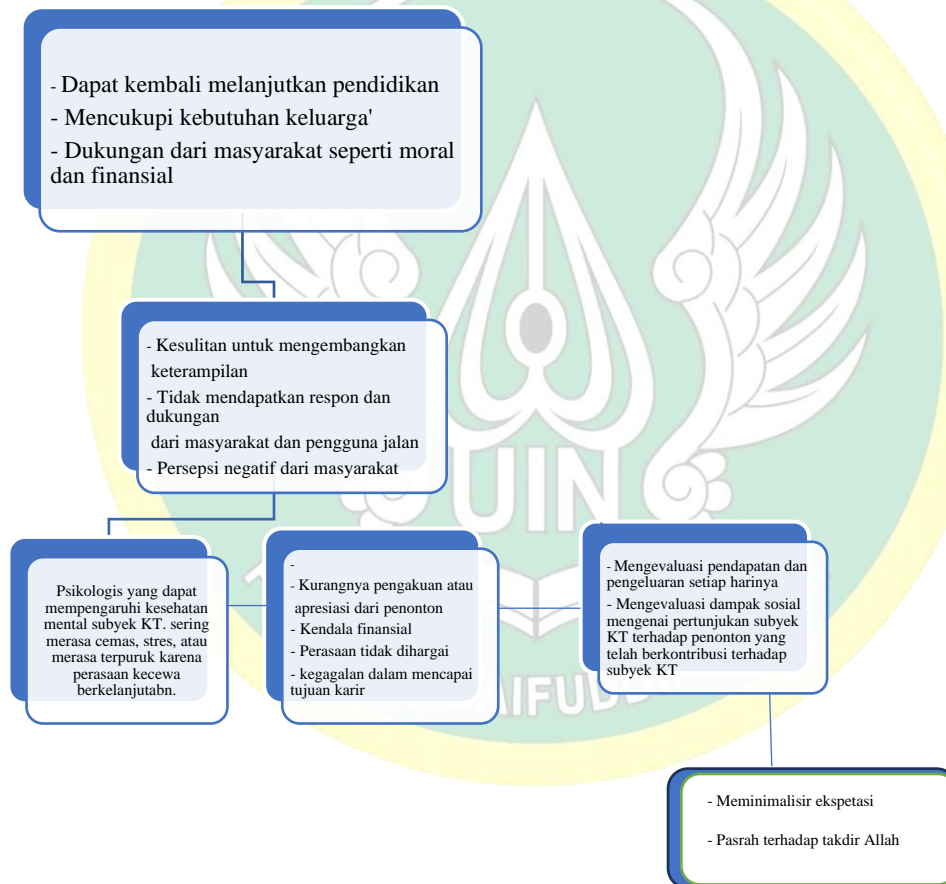 - Dapat kembali melanjutkan pendidikan
- Mencukupi kebutuhan keluarga'
- Dukungan dari masyarakat seperti moral
dan finansial
- Kesulitan untuk mengembangkan
keterampilan
- Tidak mendapatkan respon dan
dukungan
dari masyarakat dan pengguna jalan
- Persepsi negatif dari masyarakat
Psikologis yang dapat
mempengaruhi kesehatan
mental subyek KT. sering
merasa cemas, stres, atau
merasa terpuruk karena
perasaan kecewa
berkelanjutabn.
-
- Kurangnya pengakuan atau
apresiasi dari penonton
- Kendala finansial
- Perasaan tidak dihargai
- kegagalan dalam mencapai
tujuan karir
- Mengevaluasi pendapatan dan
pengeluaran setiap harinya
- Mengevaluasi dampak sosial
mengenai pertunjukan subyek
KT terhadap penonton yang
telah berkontribusi terhadap
subyek KT
- Meminimalisir ekspetasi
- Pasrah terhadap takdir Allah
UIN